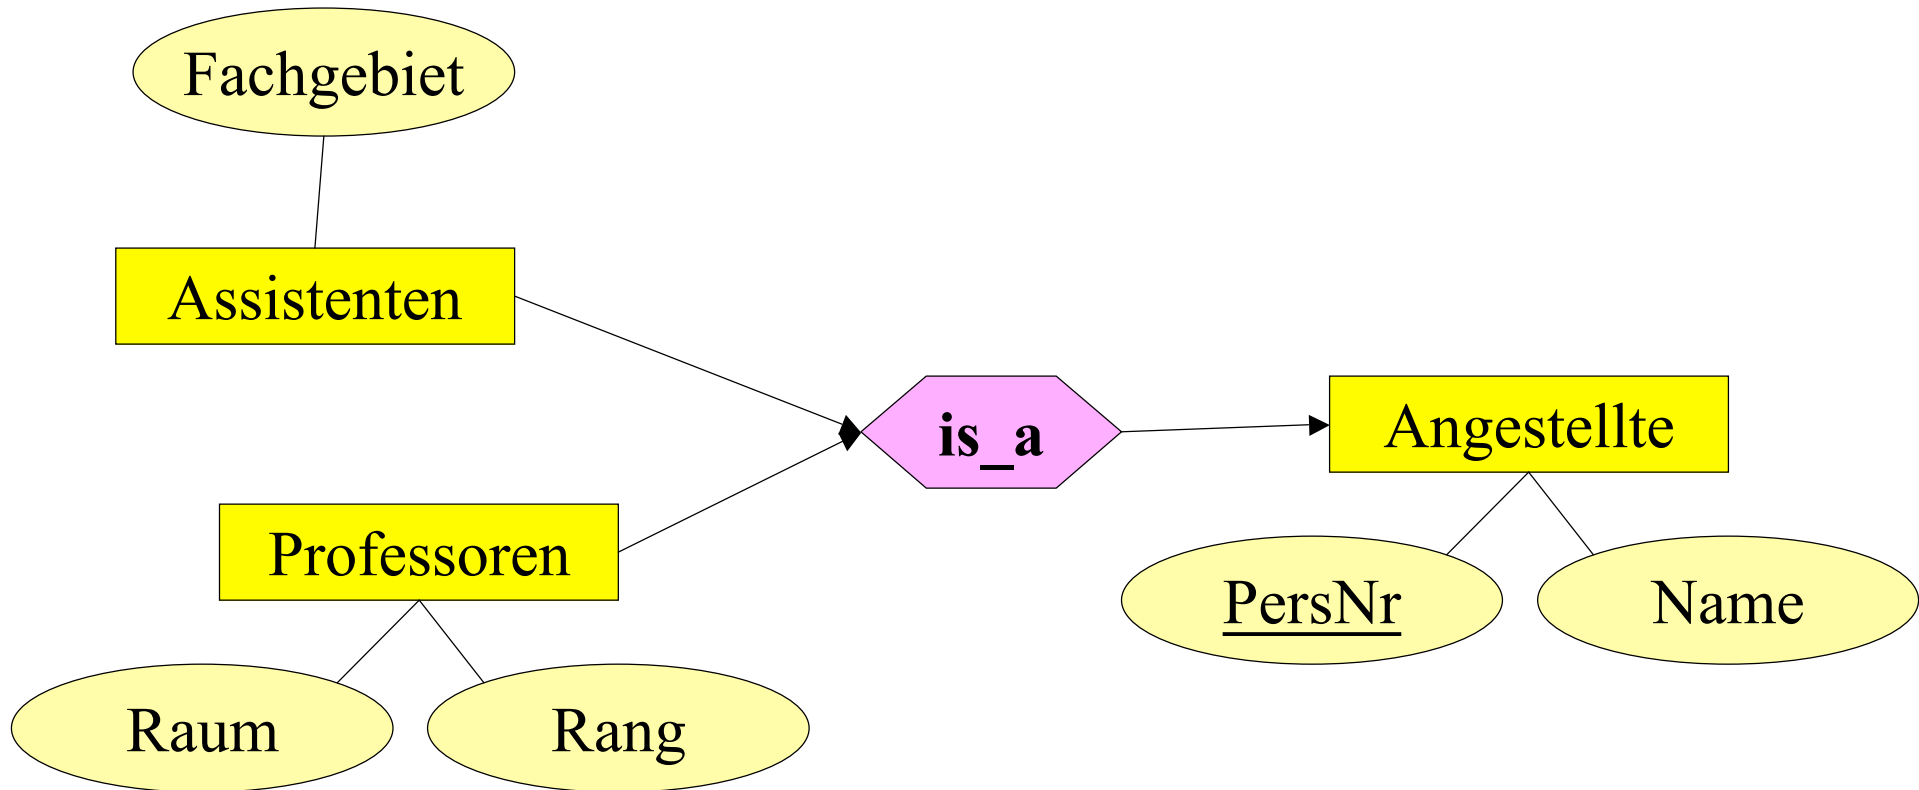 Fachgebiet
Assistenten
is_a
Angestellte
Professoren
PersNr
Name
Raum
Rang